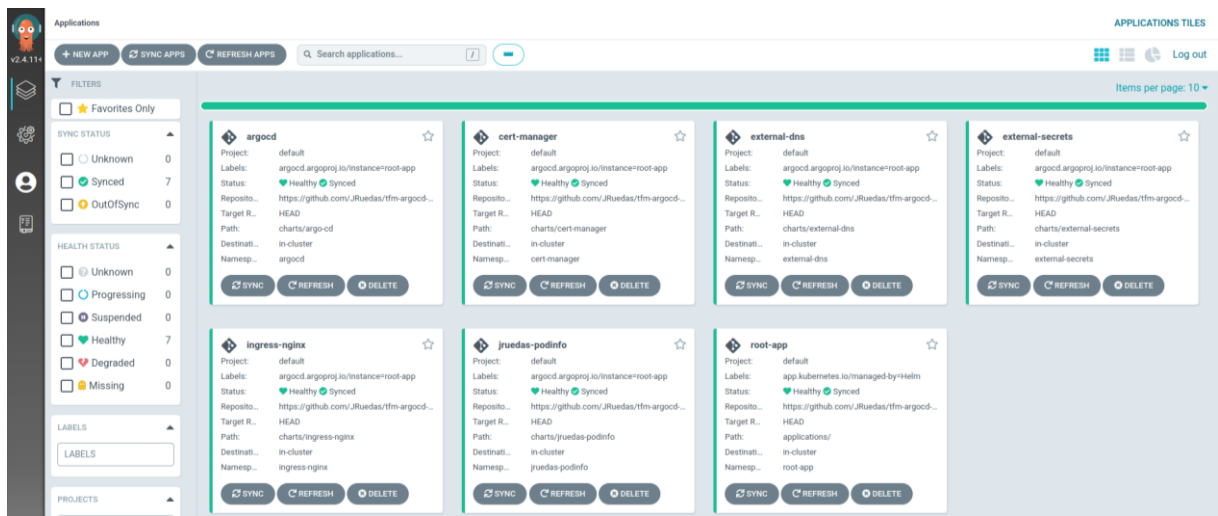 Applications
APPLICATIONS TILES
v2.4.11+
+ NEW APP
SYNC APPS
REFRESH APPS
Search applications...
/
Log out
FILTERS
Items per page: 10
Favorites Only
SYNC STATUS
Unknown 0
Synced 7
OutOfSync 0
HEALTH STATUS
Unknown 0
Progressing 0
Suspended 0
Healthy 7
Degraded 0
Missing 0
LABELS
LABELS
PROJECTS
argocd
Project: default
Labels: argocd.argoproj.io/instance=root-app
Status: Healthy Synced
Reposito... https://github.com/JRuedas/tfm-argocd-...
Target R... HEAD
Path: charts/argo-cd
Destinati... in-cluster
Namesp... argocd
SYNC REFRESH DELETE
cert-manager
Project: default
Labels: argocd.argoproj.io/instance=root-app
Status: Healthy Synced
Reposito... https://github.com/JRuedas/tfm-argocd-...
Target R... HEAD
Path: charts/cert-manager
Destinati... in-cluster
Namesp... cert-manager
SYNC REFRESH DELETE
external-dns
Project: default
Labels: argocd.argoproj.io/instance=root-app
Status: Healthy Synced
Reposito... https://github.com/JRuedas/tfm-argocd-...
Target R... HEAD
Path: charts/external-dns
Destinati... in-cluster
Namesp... external-dns
SYNC REFRESH DELETE
external-secrets
Project: default
Labels: argocd.argoproj.io/instance=root-app
Status: Healthy Synced
Reposito... https://github.com/JRuedas/tfm-argocd-...
Target R... HEAD
Path: charts/external-secrets
Destinati... in-cluster
Namesp... external-secrets
SYNC REFRESH DELETE
ingress-nginx
Project: default
Labels: argocd.argoproj.io/instance=root-app
Status: Healthy Synced
Reposito... https://github.com/JRuedas/tfm-argocd-...
Target R... HEAD
Path: charts/ingress-nginx
Destinati... in-cluster
Namesp... ingress-nginx
SYNC REFRESH DELETE
jruedas-podinfo
Project: default
Labels: argocd.argoproj.io/instance=root-app
Status: Healthy Synced
Reposito... https://github.com/JRuedas/tfm-argocd-...
Target R... HEAD
Path: charts/jruedas-podinfo
Destinati... in-cluster
Namesp... jruedas-podinfo
SYNC REFRESH DELETE
root-app
Project: default
Labels: app.kubernetes.io/managed-by=Helm
Status: Healthy Synced
Reposito... https://github.com/JRuedas/tfm-argocd-...
Target R... HEAD
Path: applications/
Destinati... in-cluster
Namesp... root-app
SYNC REFRESH DELETE